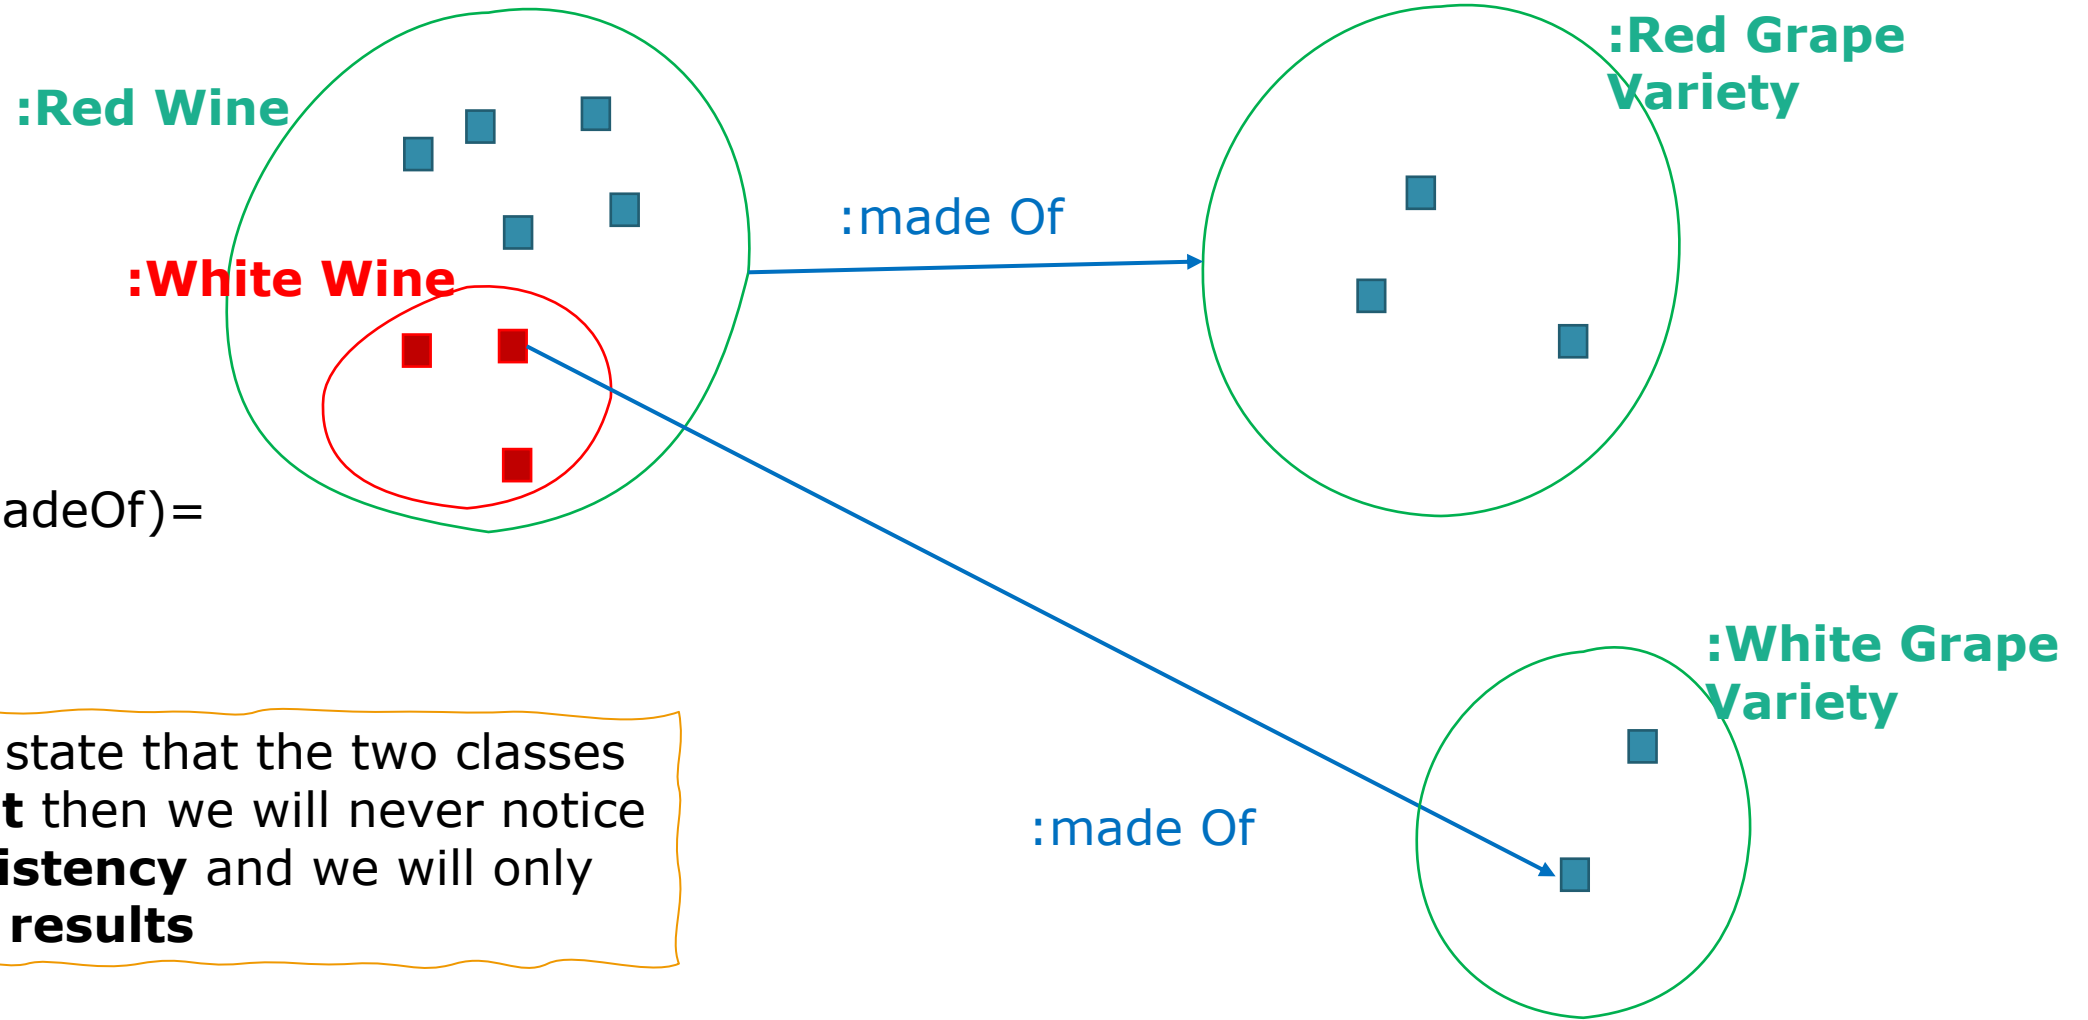 :Red Grape
Variety
:Red Wine
:made Of
:White Wine
adeOf)=
:White Grape
Variety
state that the two classes
t then we will never notice
istency and we will only
results
:made Of